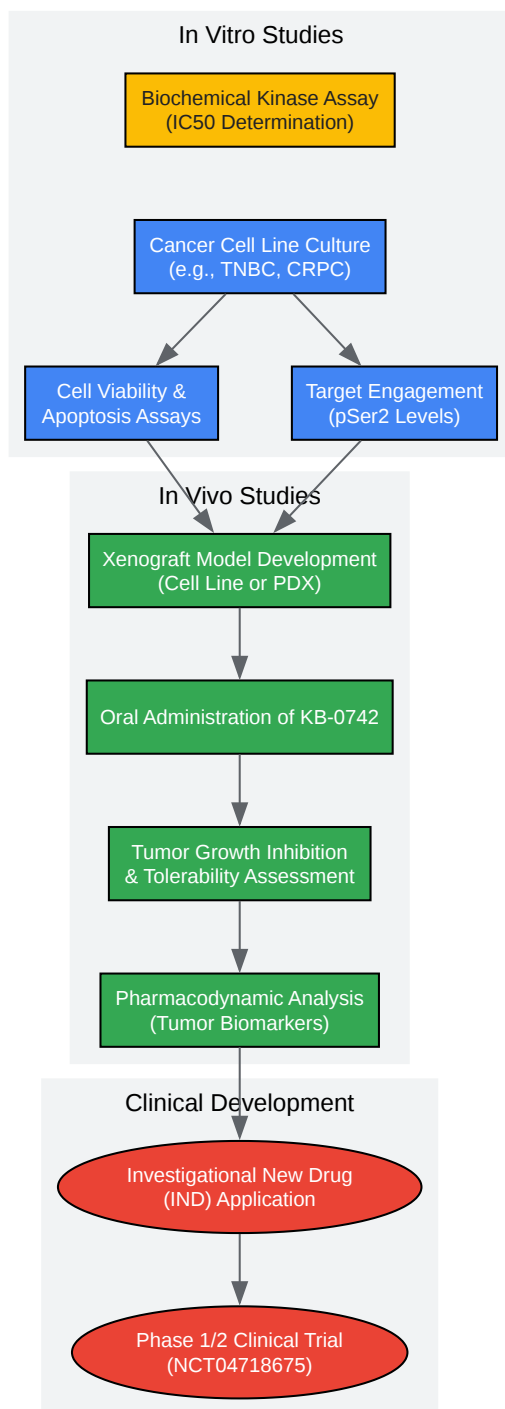 In Vitro Studies
Biochemical Kinase Assay
(IC50 Determination)
Cancer Cell Line Culture
(e.g., TNBC, CRPC)
Cell Viability &
Apoptosis Assays
Target Engagement
(pSer2 Levels)
In Vivo Studies
Xenograft Model Development
(Cell Line or PDX)
Oral Administration of KB-0742
Tumor Growth Inhibition
& Tolerability Assessment
Pharmacodynamic Analysis
(Tumor Biomarkers)
Clinical Development
Investigational New Drug
(IND) Application
Phase 1/2 Clinical Trial
(NCT04718675)